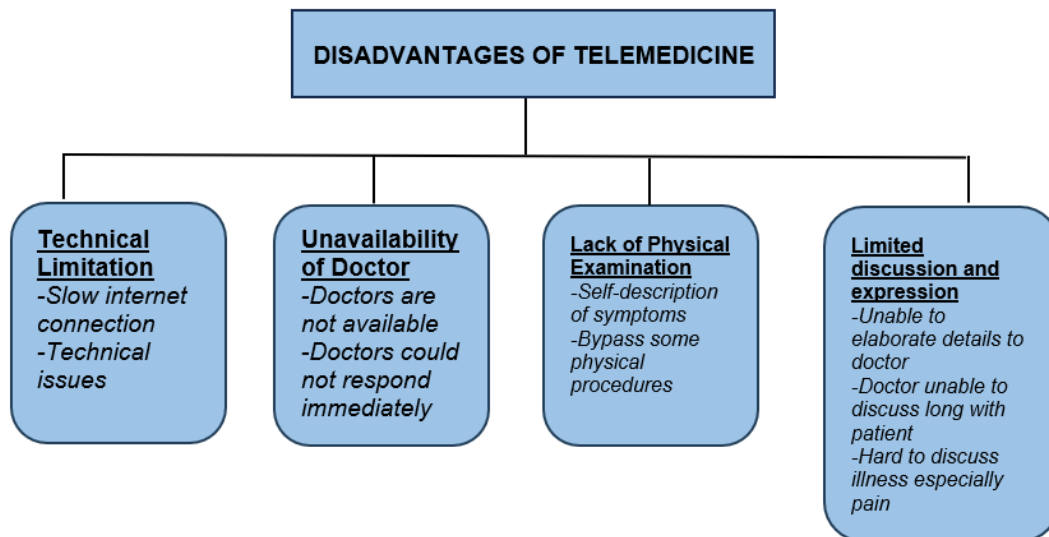 DISADVANTAGES OF TELEMEDICINE
Technical
Limitation
-Slow internet
connection
-Technical
issues
Unavailability
of Doctor
-Doctors are
not available
-Doctors could
not respond
immediately
Lack of Physical
Examination
-Self-description
of symptoms
-Bypass some
physical
procedures
Limited
discussion and
expression
-Unable to
elaborate details to
doctor
-Doctor unable to
discuss long with
patient
-Hard to discuss
illness especially
pain